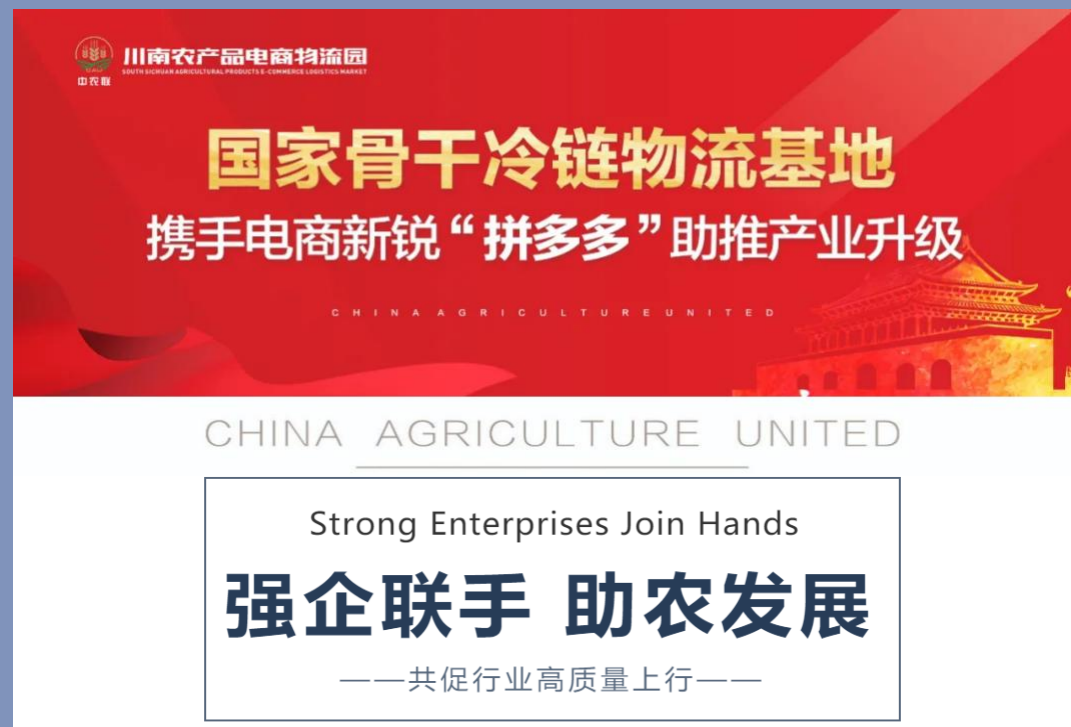 川南农产品电商物流园
SOUTH SICHUAN AGRICULTURAL PRODUCTS E-COMMERCE LOGISTICS MARKET
CAU
中农联
国家骨干冷链物流基地
携手电商新锐“拼多多”助推产业升级
CHINA AGRICULTUREUNITED
CHINA AGRICULTURE UNITED
Strong Enterprises Join Hands
强企联手 助农发展
——共促行业高质量上行——